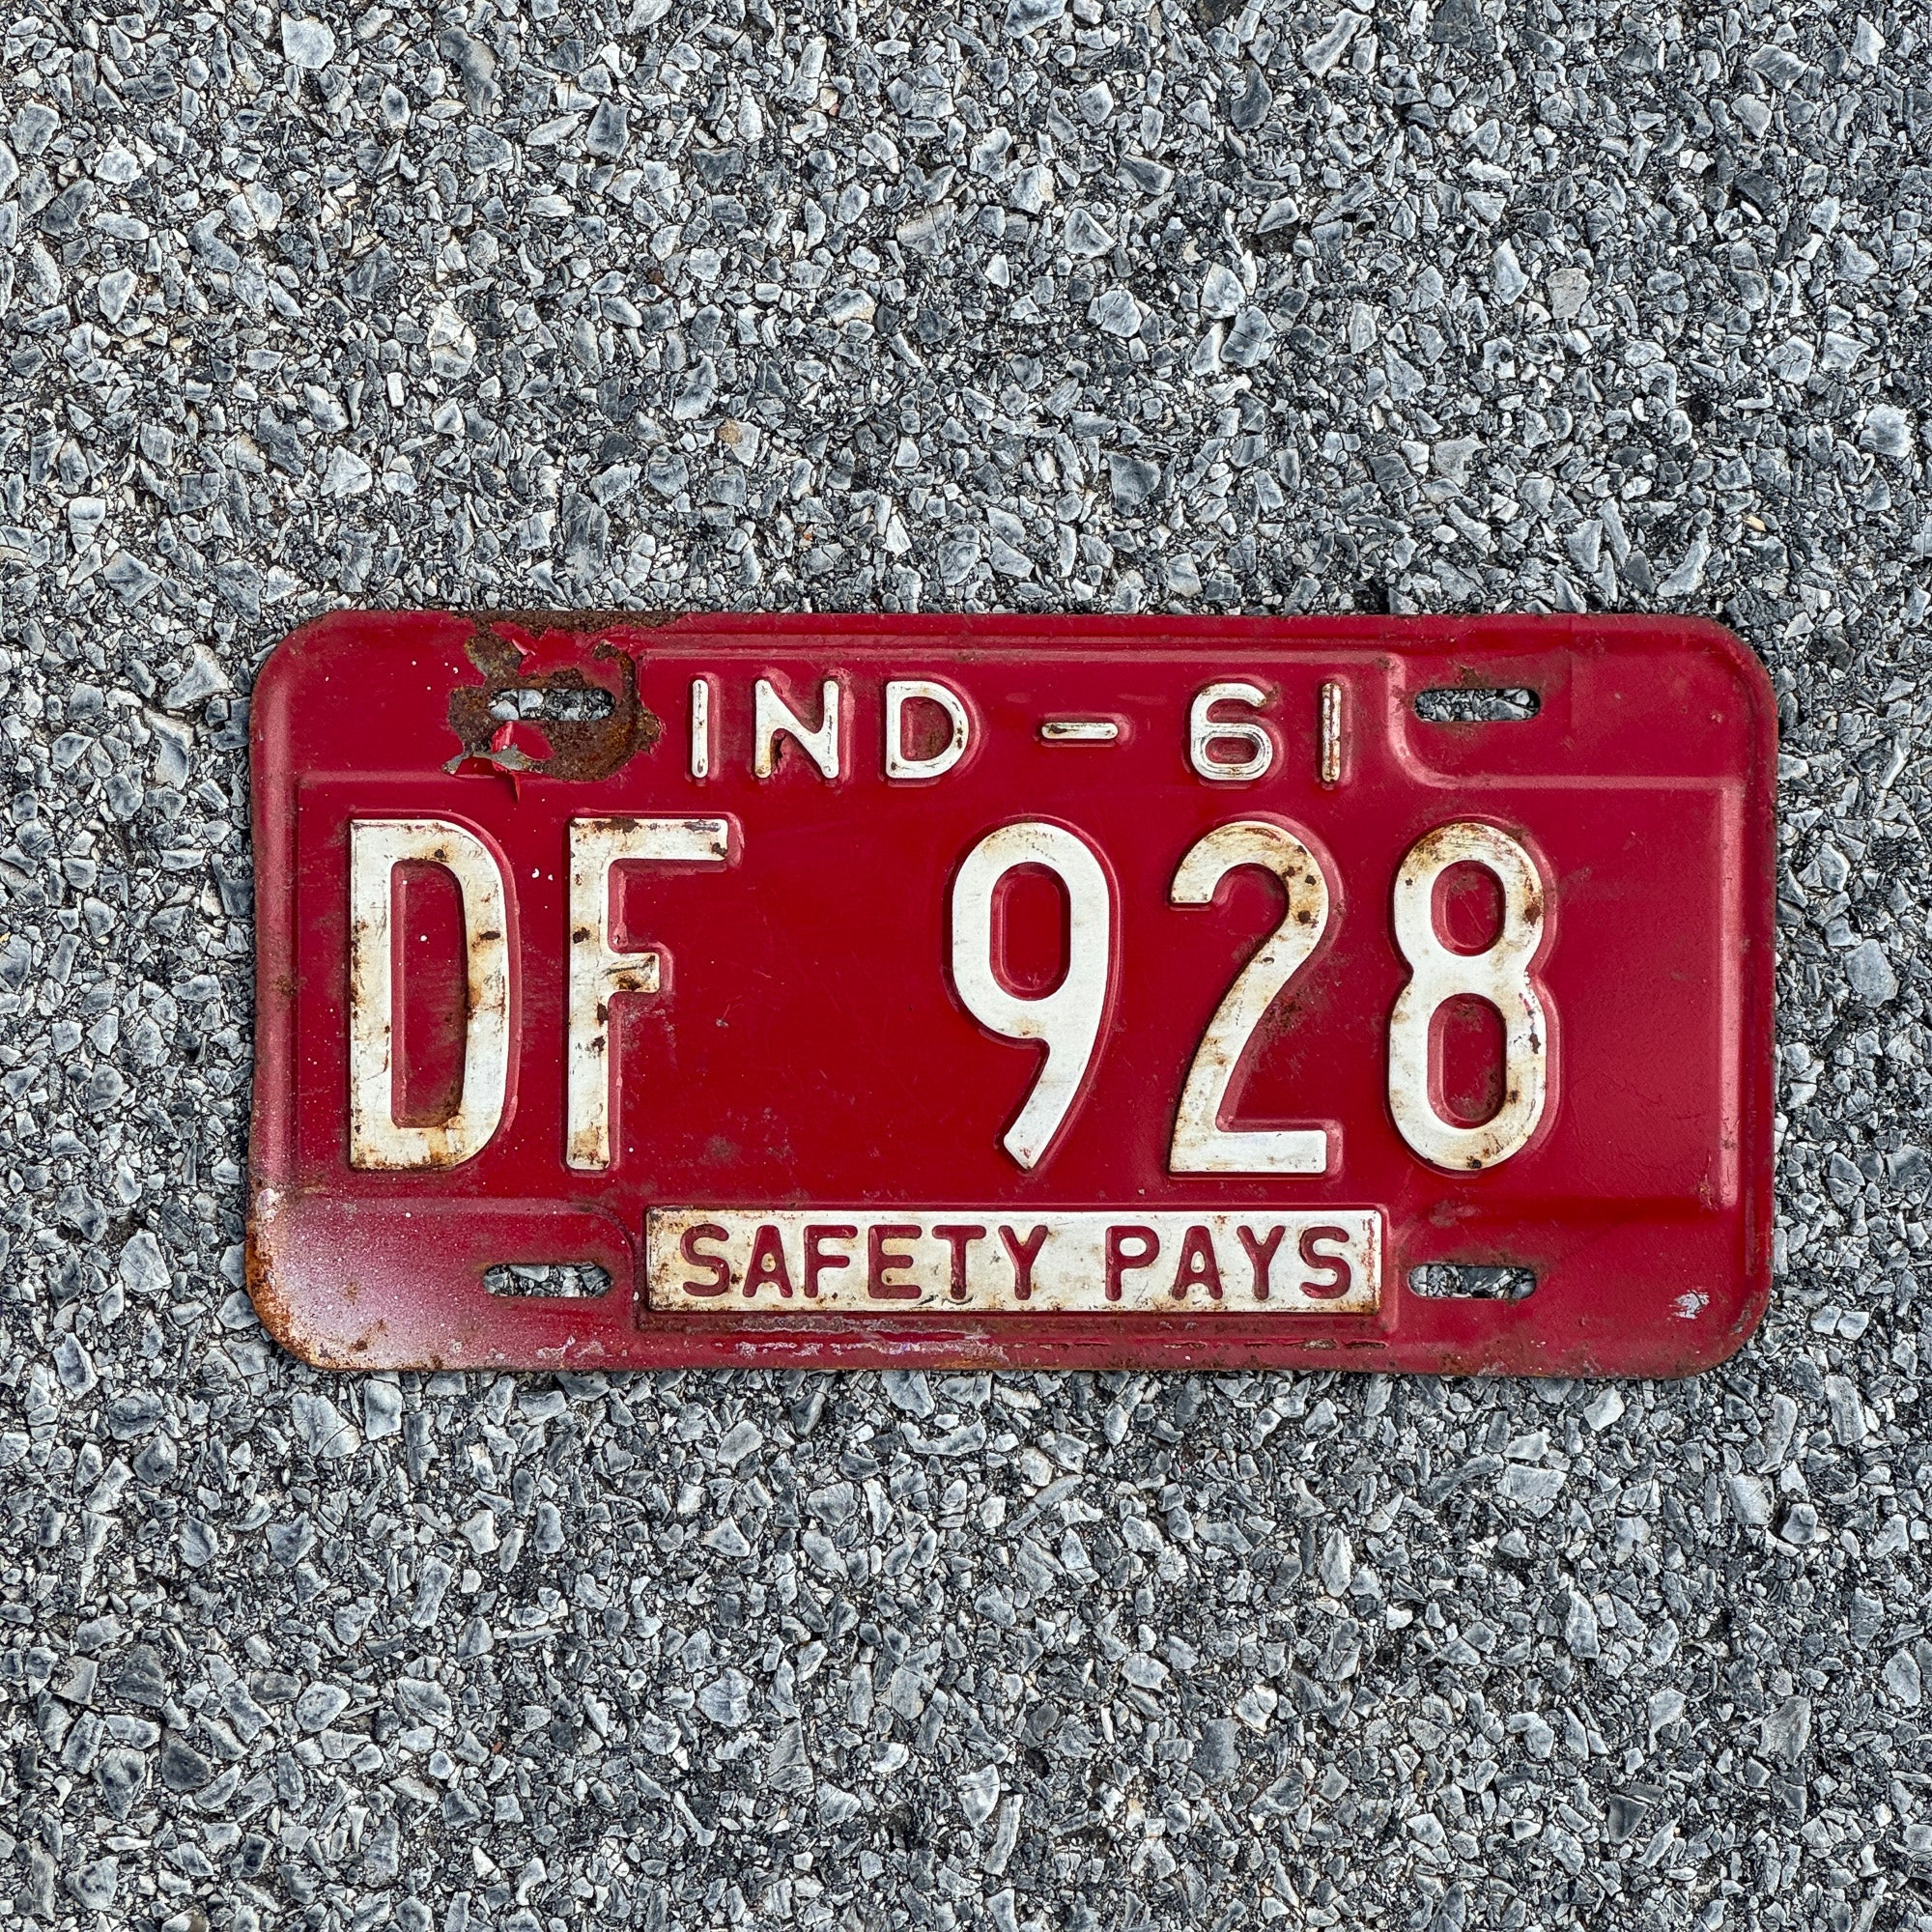 IND - 61
DF 928
SAFETY PAYS